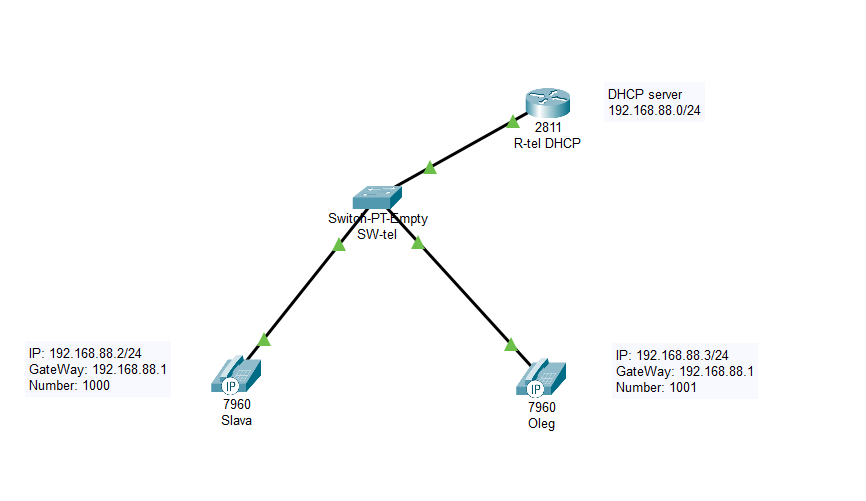 DHCP server
192.168.88.0/24
2811
R-tel DHCP
Switch-PT-Empty
SW-tel
IP: 192.168.88.2/24
GateWay: 192.168.88.1
Number: 1000
IP
7960
Slava
IP
7960
Oleg
IP: 192.168.88.3/24
GateWay: 192.168.88.1
Number: 1001